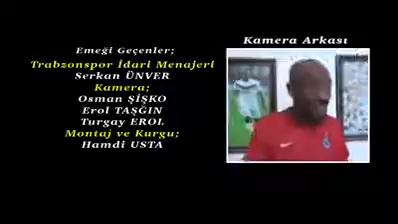 Emeği Geçenler;
Trabzonspor İdari Menajeri
Serkan ÜNVER
Kamera;
Osman ŞİŞKO
Erol TAŞĞIN
Turgay EROL
Montaj ve Kurgu;
Hamdi USTA
Kamera Arkası